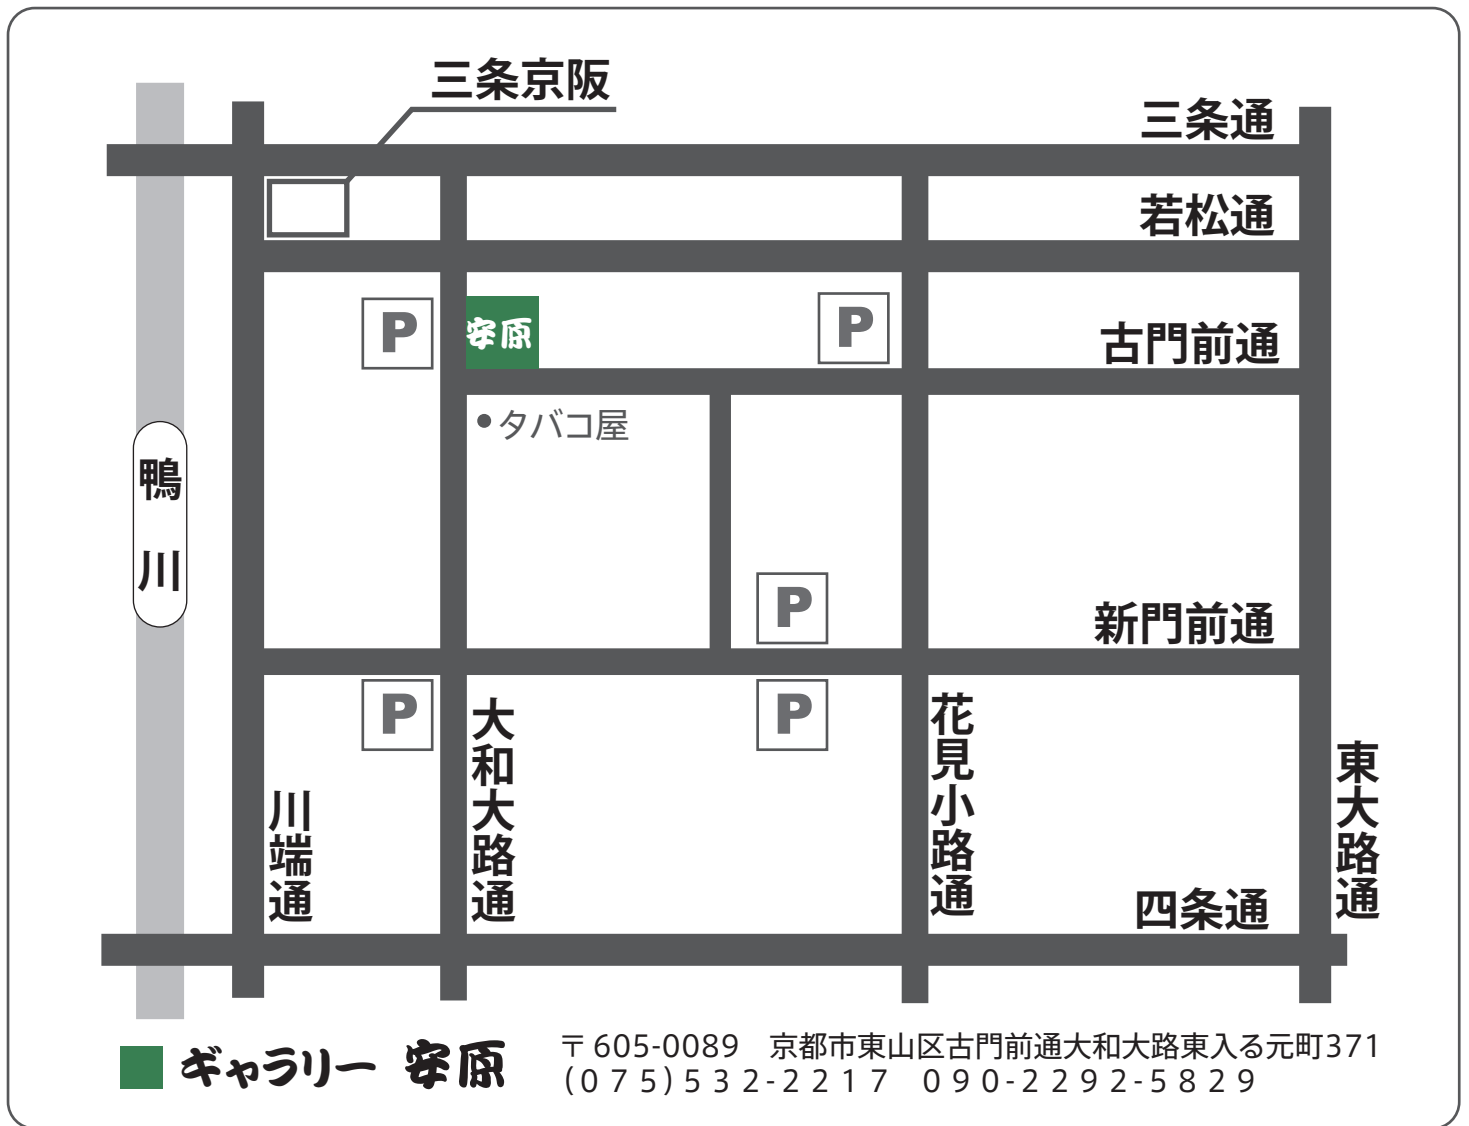 三条京阪
三条通
若松通
P
安原
P
古門前通
タバコ屋
鴨川
P
新門前通
P
P
大和大路通
花見小路通
東大路通
川端通
四条通
ギャラリー 安原
〒605-0089 京都市東山区古門前通大和大路東入る元町371
(075)532-2217 090-2292-5829